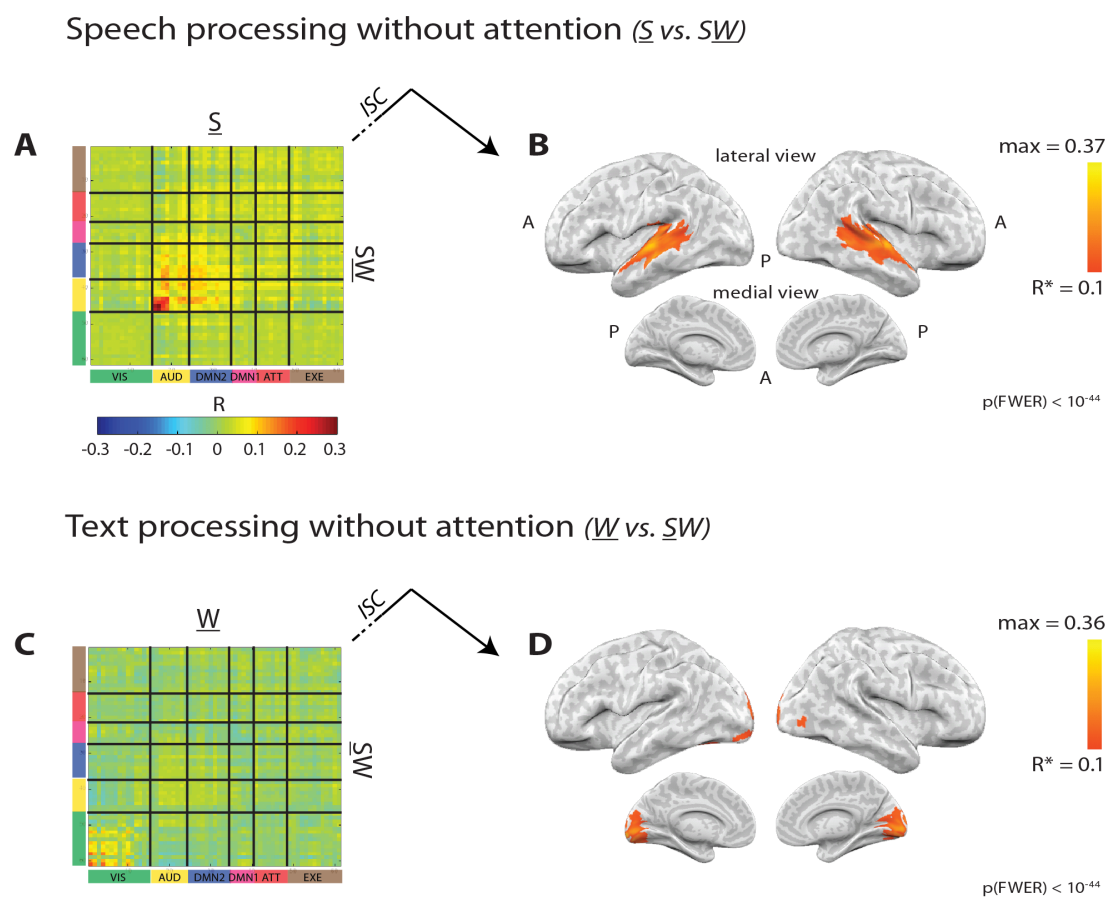 Speech processing without attention (S vs. SW)
ISC
S
A
B
lateral view
max = 0.37
A
A
SW
P
medial view
R* = 0.1
P
P
VIS AUD DMN2 DMN1 ATT EXE
A
R
p(FWER) < 10-44
-0.3 -0.2 -0.1 0 0.1 0.2 0.3
Text processing without attention (W vs. SW)
ISC
W
max = 0.36
C
D
SW
R* = 0.1
VIS AUD DMN2 DMN1 ATT EXE
p(FWER) < 10-44